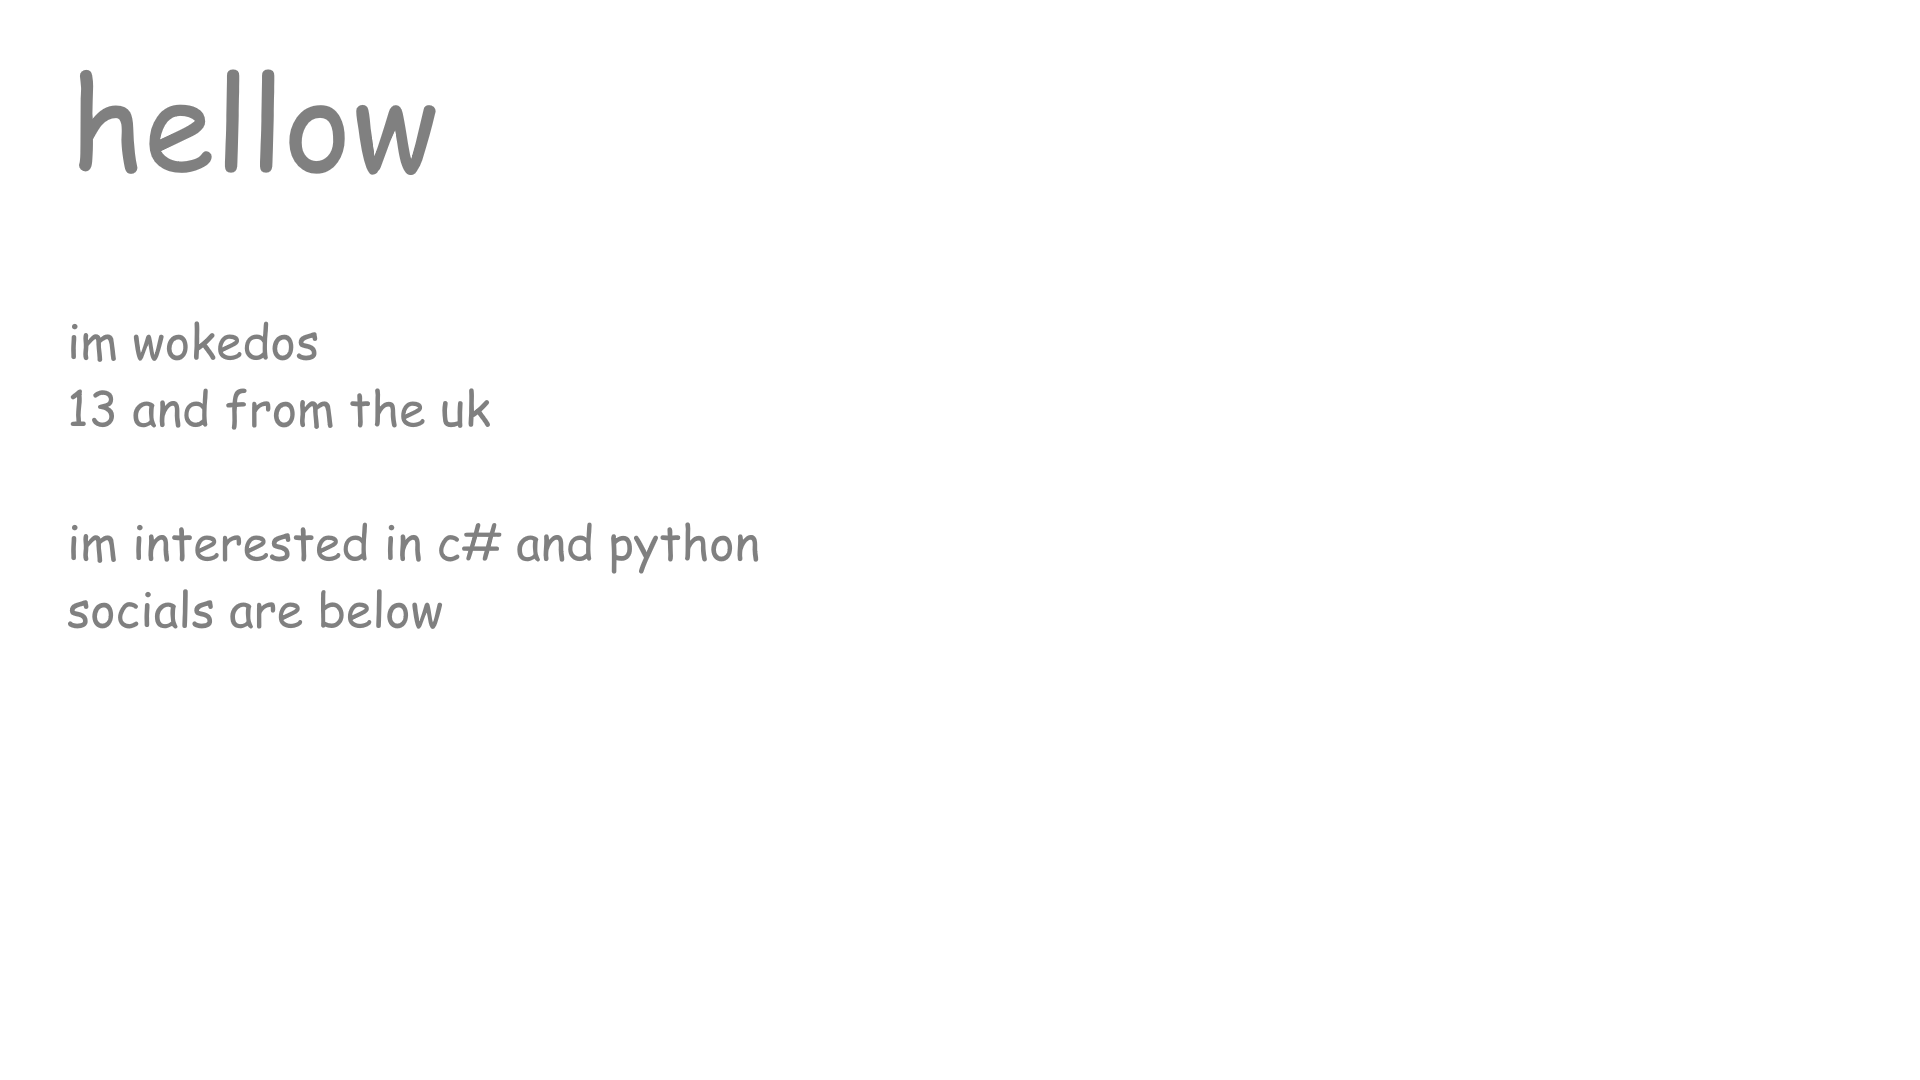 hellow
im wokedos
13 and from the uk
im interested in c# and python
socials are below